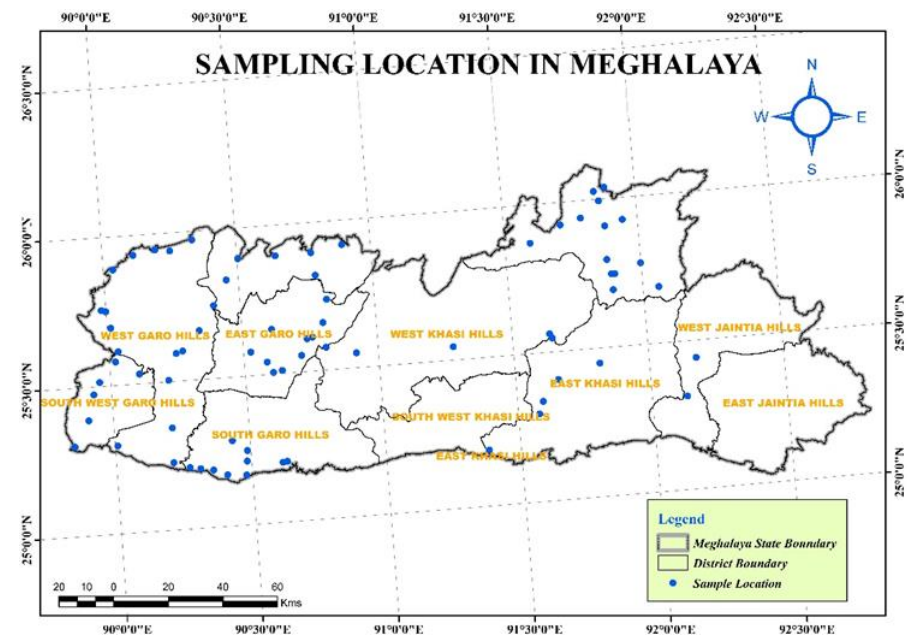 90°0'0"E 90°30'0"E 91°0'0"E 91°30'0"E 92°0'0"E 92°30'0"E
SAMPLING LOCATION IN MEGHALAYA
N
W E
S
26°30'0"N
26°0'0"N
26°0'0"N
25°30'0"N
WEST GARO HILLS
EAST GARO HILLS
WEST KHASI HILLS
WEST JAINTIA HILLS
25°30'0"N
SOUTH WEST GARO HILLS
EAST KHASI HILLS
SOUTH WEST KHASI HILLS
EAST JAINTIA HILLS
SOUTH GARO HILLS
EAST KHASI HILLS
25°0'0"N
25°0'0"N
Legend
Meghalaya State Boundary
District Boundary
Sample Location
20 10 0 20 40 60
Kms
90°0'0"E 90°30'0"E 91°0'0"E 91°30'0"E 92°0'0"E 92°30'0"E